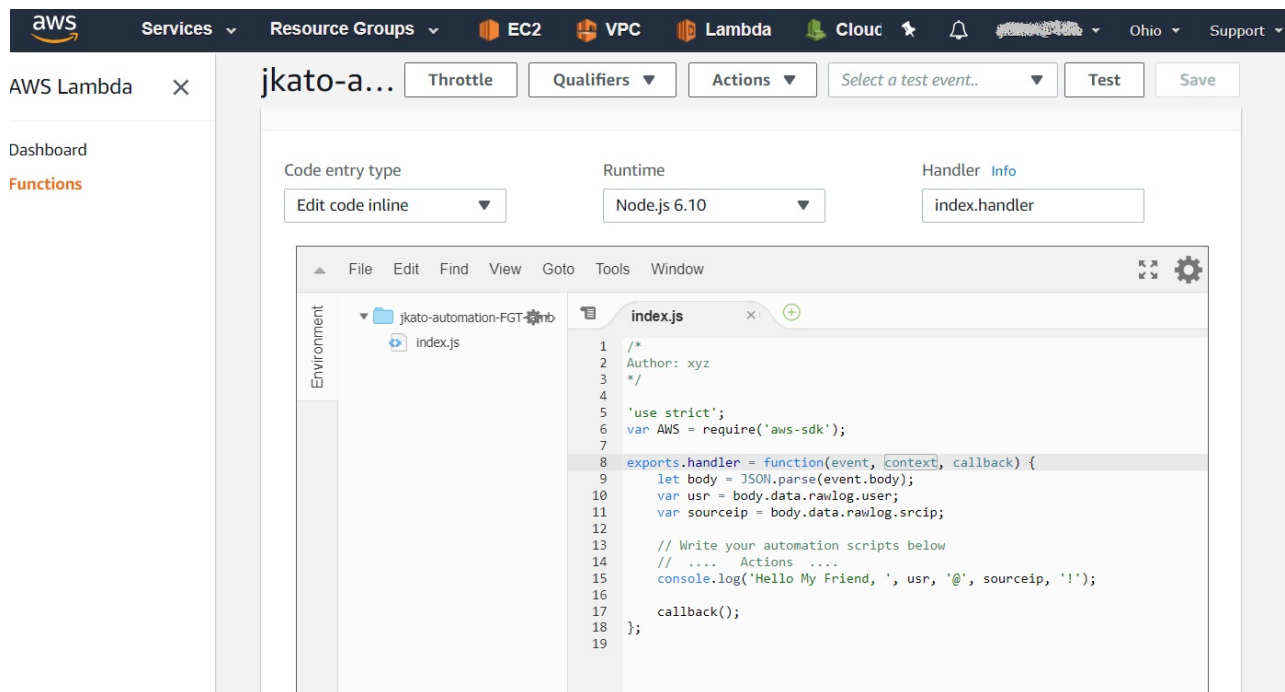 aws Services Resource Groups EC2 VPC Lambda Clouc Ohio Support
AWS Lambda
Dashboard
Functions
jkato-a... Throttle Qualifiers Actions Select a test event.. Test Save
Code entry type Runtime Handler Info
Edit code inline Node.js 6.10 index.handler
File Edit Find View Goto Tools Window
Environment
jkato-automation-FGT-
index.js
index.js
1 /*
2 Author: xyz
3 */
4
5 'use strict';
6 var AWS = require('aws-sdk');
7
8 exports.handler = function(event, context, callback) {
9 let body = JSON.parse(event.body);
10 var usr = body.data.rawlog.user;
11 var sourceip = body.data.rawlog.srcip;
12
13 // Write your automation scripts below
14 // .... Actions ....
15 console.log('Hello My Friend, ', usr, '@', sourceip, '!');
16
17 callback();
18 };
19